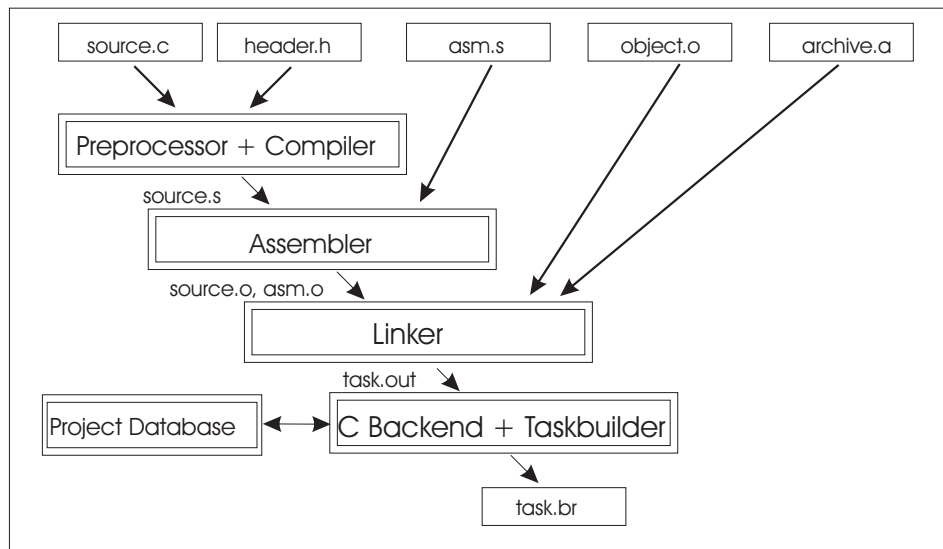 source.c
header.h
asm.s
object.o
archive.a
Preprocessor + Compiler
source.s
Assembler
source.o, asm.o
Linker
task.out
Project Database
C Backend + Taskbuilder
task.br